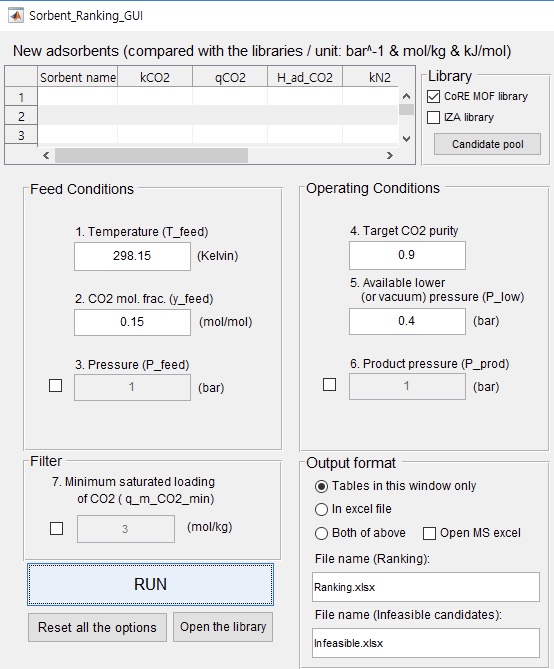 Sorbent_Ranking_GUI
New adsorbents (compared with the libraries / unit: bar^-1 & mol/kg & kJ/mol)
Sorbent name kCO2 qCO2 H_ad_CO2 kN2
1
2
3
Library
CoRE MOF library
IZA library
Candidate pool
Feed Conditions
1. Temperature (T_feed)
298.15 (Kelvin)
2. CO2 mol. frac. (y_feed)
0.15 (mol/mol)
3. Pressure (P_feed)
1 (bar)
Operating Conditions
4. Target CO2 purity
0.9
5. Available lower
(or vacuum) pressure (P_low)
0.4 (bar)
6. Product pressure (P_prod)
1 (bar)
Filter
7. Minimum saturated loading
of CO2 ( q_m_CO2_min)
3 (mol/kg)
RUN
Reset all the options Open the library
Output format
Tables in this window only
In excel file
Both of above Open MS excel
File name (Ranking):
Ranking.xlsx
File name (Infeasible candidates):
Infeasible.xlsx